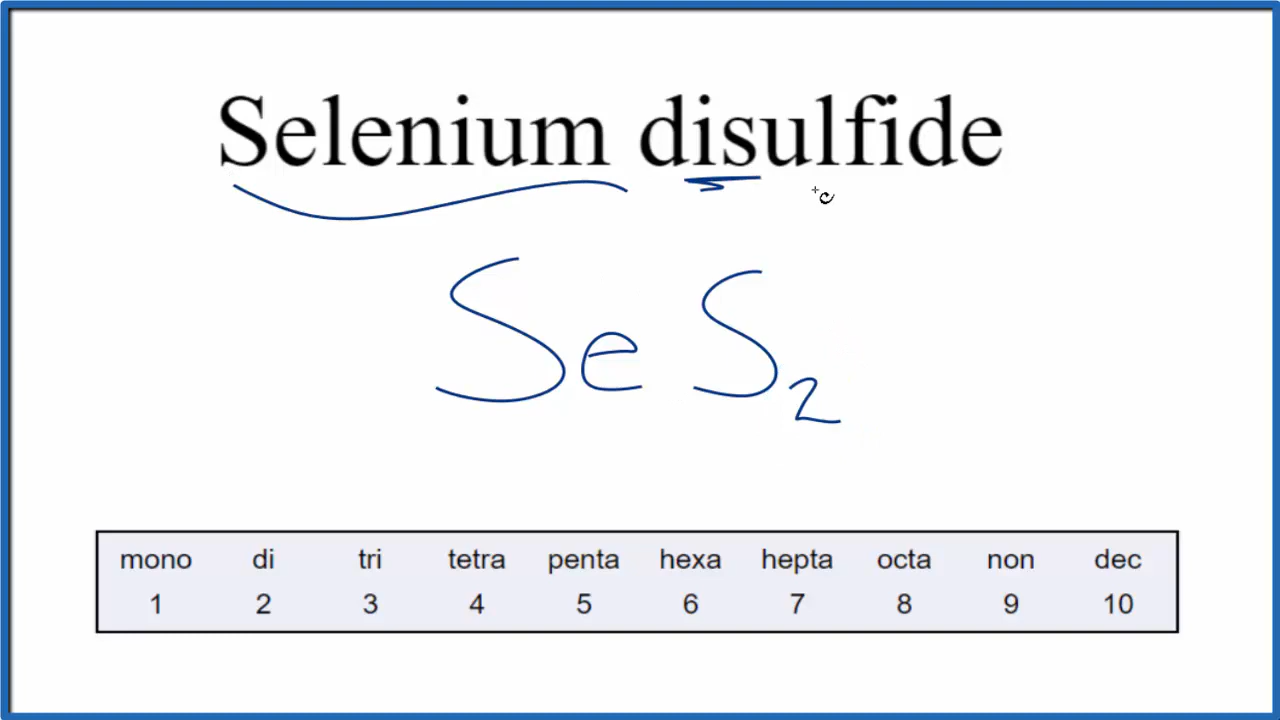 Selenium disulfide
SeS₂
mono di tri tetra penta hexa hepta octa non dec
1 2 3 4 5 6 7 8 9 10